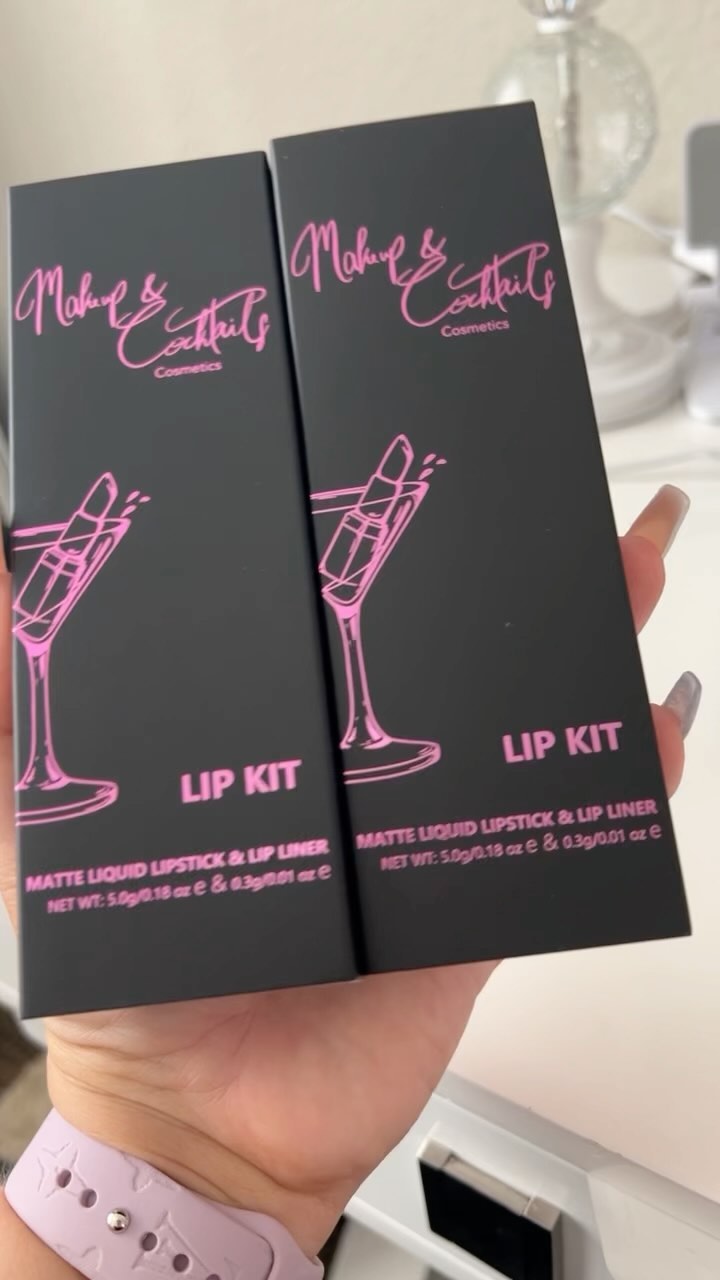 Makeup &
Cocktails
Cosmetics
LIP KIT
MATTE LIQUID LIPSTICK & LIP LINER
NET WT: 5.0g/0.18 oz e & 0.3g/0.01 oz e
Makeup &
Cocktails
Cosmetics
LIP KIT
MATTE LIQUID LIPSTICK & LIP LINER
NET WT: 5.0g/0.18 oz e & 0.3g/0.01 oz e